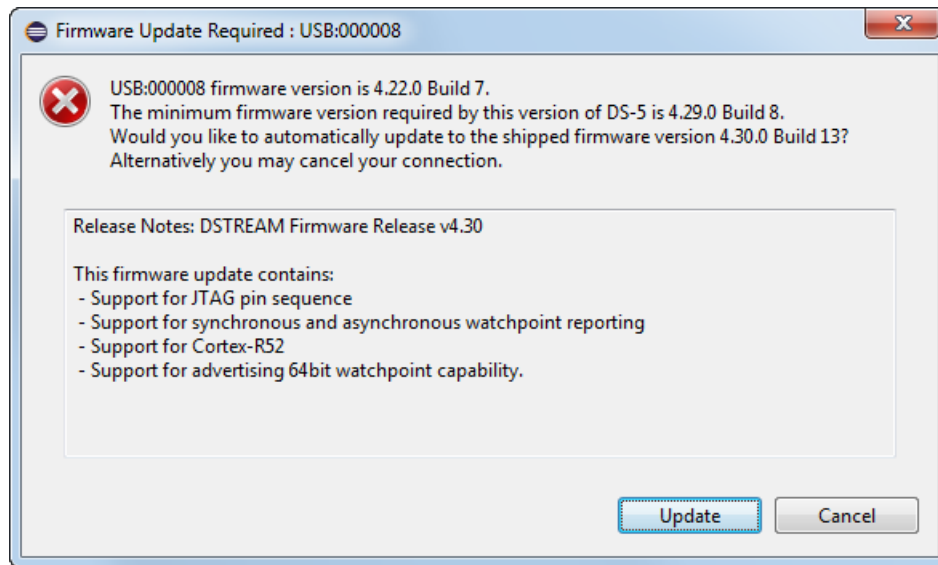 Firmware Update Required : USB:000008
USB:000008 firmware version is 4.22.0 Build 7.
The minimum firmware version required by this version of DS-5 is 4.29.0 Build 8.
Would you like to automatically update to the shipped firmware version 4.30.0 Build 13?
Alternatively you may cancel your connection.
Release Notes: DSTREAM Firmware Release v4.30
This firmware update contains:
- Support for JTAG pin sequence
- Support for synchronous and asynchronous watchpoint reporting
- Support for Cortex-R52
- Support for advertising 64bit watchpoint capability.
Update
Cancel